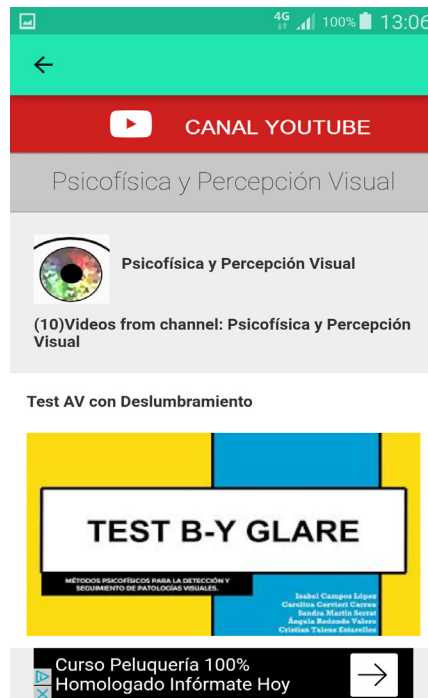 4G 100% 13:06
CANAL YOUTUBE
Psicofísica y Percepción Visual
Psicofísica y Percepción Visual
(10)Videos from channel: Psicofísica y Percepción
Visual
Test AV con Deslumbramiento
TEST B-Y GLARE
MÉTODOS PSICOFÍSICOS PARA LA DETECCIÓN Y
SEGUIMIENTO DE PATOLOGÍAS VISUALES.
Isabel Campos López
Carolina Gorvieri Carrau
Sandra Martín Serrat
Ángela Redondo Valero
Cristian Talens Estarelles
Curso Peluquería 100%
Homologado Infórmate Hoy